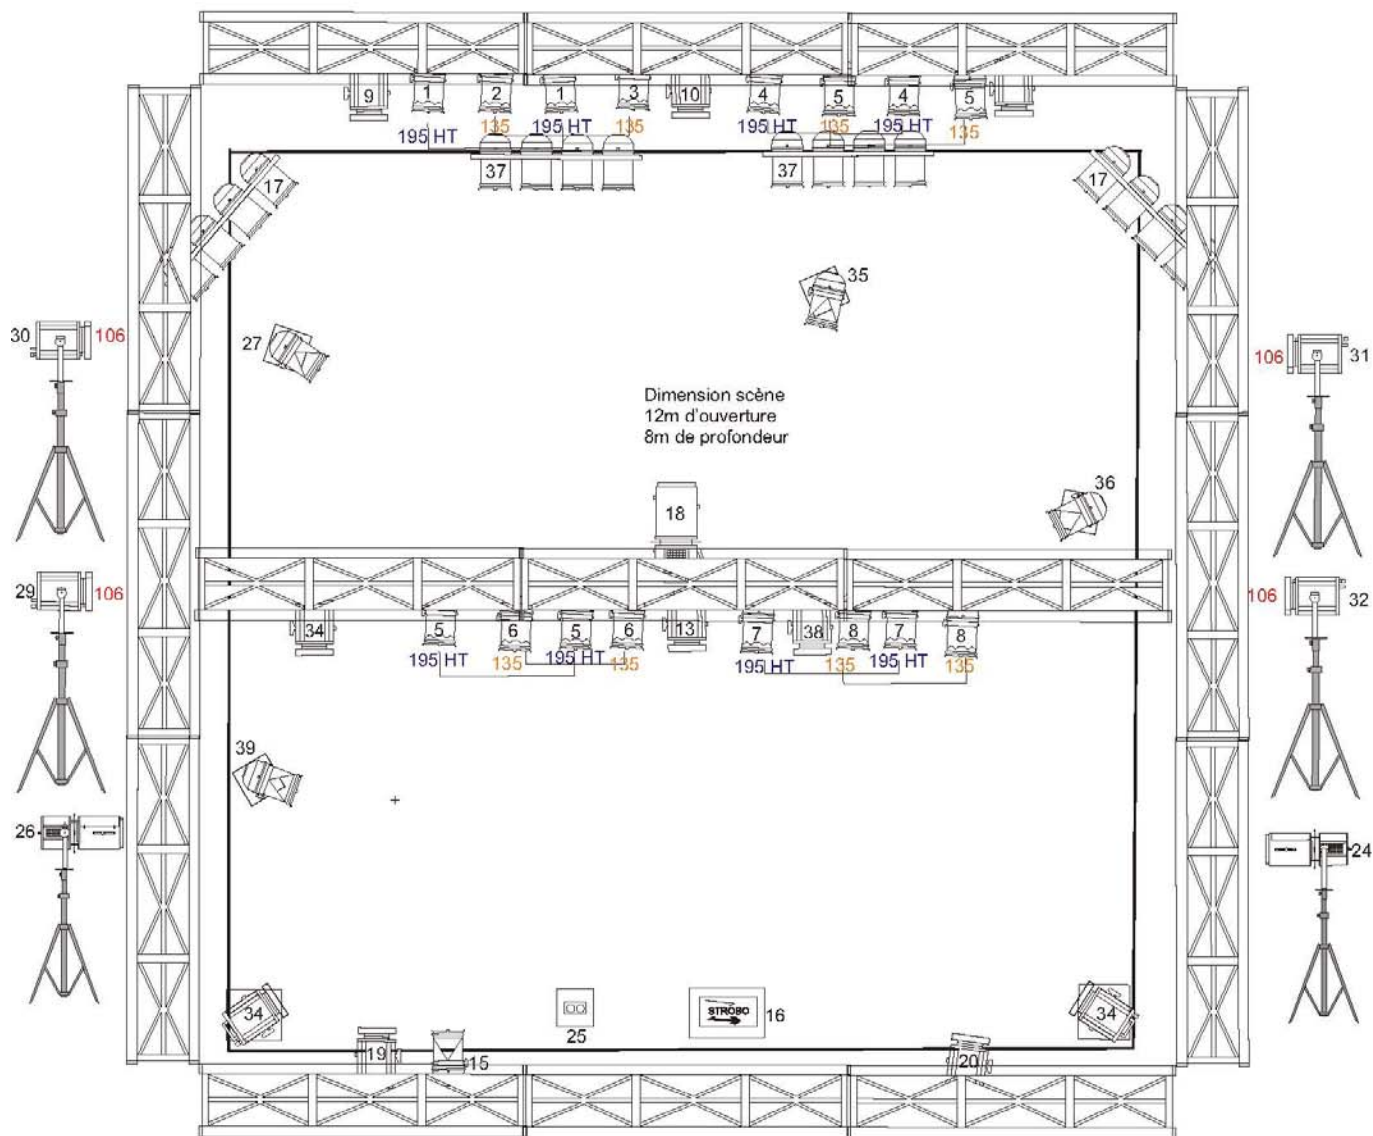 9 1 2 1 3 10 4 5 4 5
195 HT 135 195 HT 135 195 HT 135 195 HT 135
37 37
17 17
35
27
30 106 106 31
Dimension scène
12m d'ouverture
8m de profondeur
36
18
29 106 106 32
34 5 6 5 6 13 7 38 8 7 8
195 HT 135 195 HT 135 195 HT 135 195 HT 135
39
26 24
34 25 STROBO 16 34
19 15 20